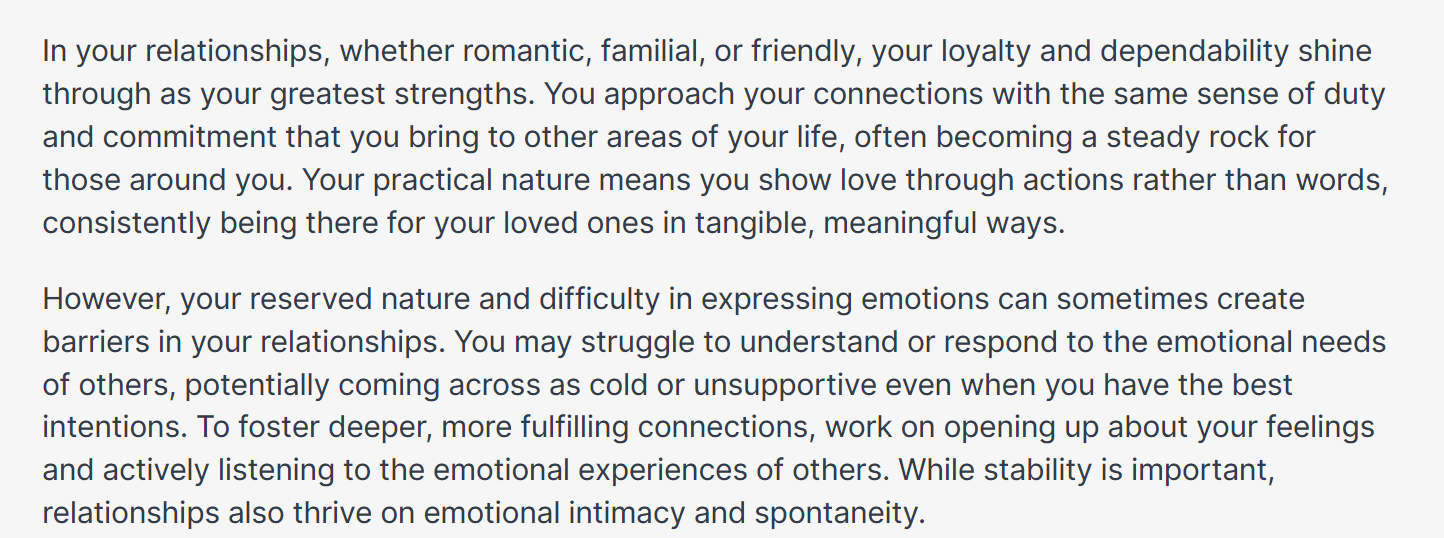 In your relationships, whether romantic, familial, or friendly, your loyalty and dependability shine
through as your greatest strengths. You approach your connections with the same sense of duty
and commitment that you bring to other areas of your life, often becoming a steady rock for
those around you. Your practical nature means you show love through actions rather than words,
consistently being there for your loved ones in tangible, meaningful ways.
However, your reserved nature and difficulty in expressing emotions can sometimes create
barriers in your relationships. You may struggle to understand or respond to the emotional needs
of others, potentially coming across as cold or unsupportive even when you have the best
intentions. To foster deeper, more fulfilling connections, work on opening up about your feelings
and actively listening to the emotional experiences of others. While stability is important,
relationships also thrive on emotional intimacy and spontaneity.